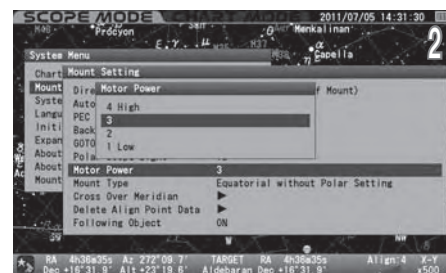 SCOPE MODE 2011/07/05 14:31:30
Procyon Menkalinan
Capella
2
System Menu
Chart Mount Setting
Mount Dire f Mount)
Syste Auto
Langu PEC
Initi Back
Expan GOTO
About Pola
About
Mount
Motor Power
4 High
3
2
1 Low
Motor Power 3
Mount Type Equatorial without Polar Setting
Cross Over Meridian ▶
Delete Align Point Data ▶
Following Object ON
W NW
RA 4h36m35s Az 272°09.7' TARGET RA 4h36m35s Align:4 X-Y
Dec +16°31.9' Alt +23°19.6' Aldebaran Dec +16°31.9' x500